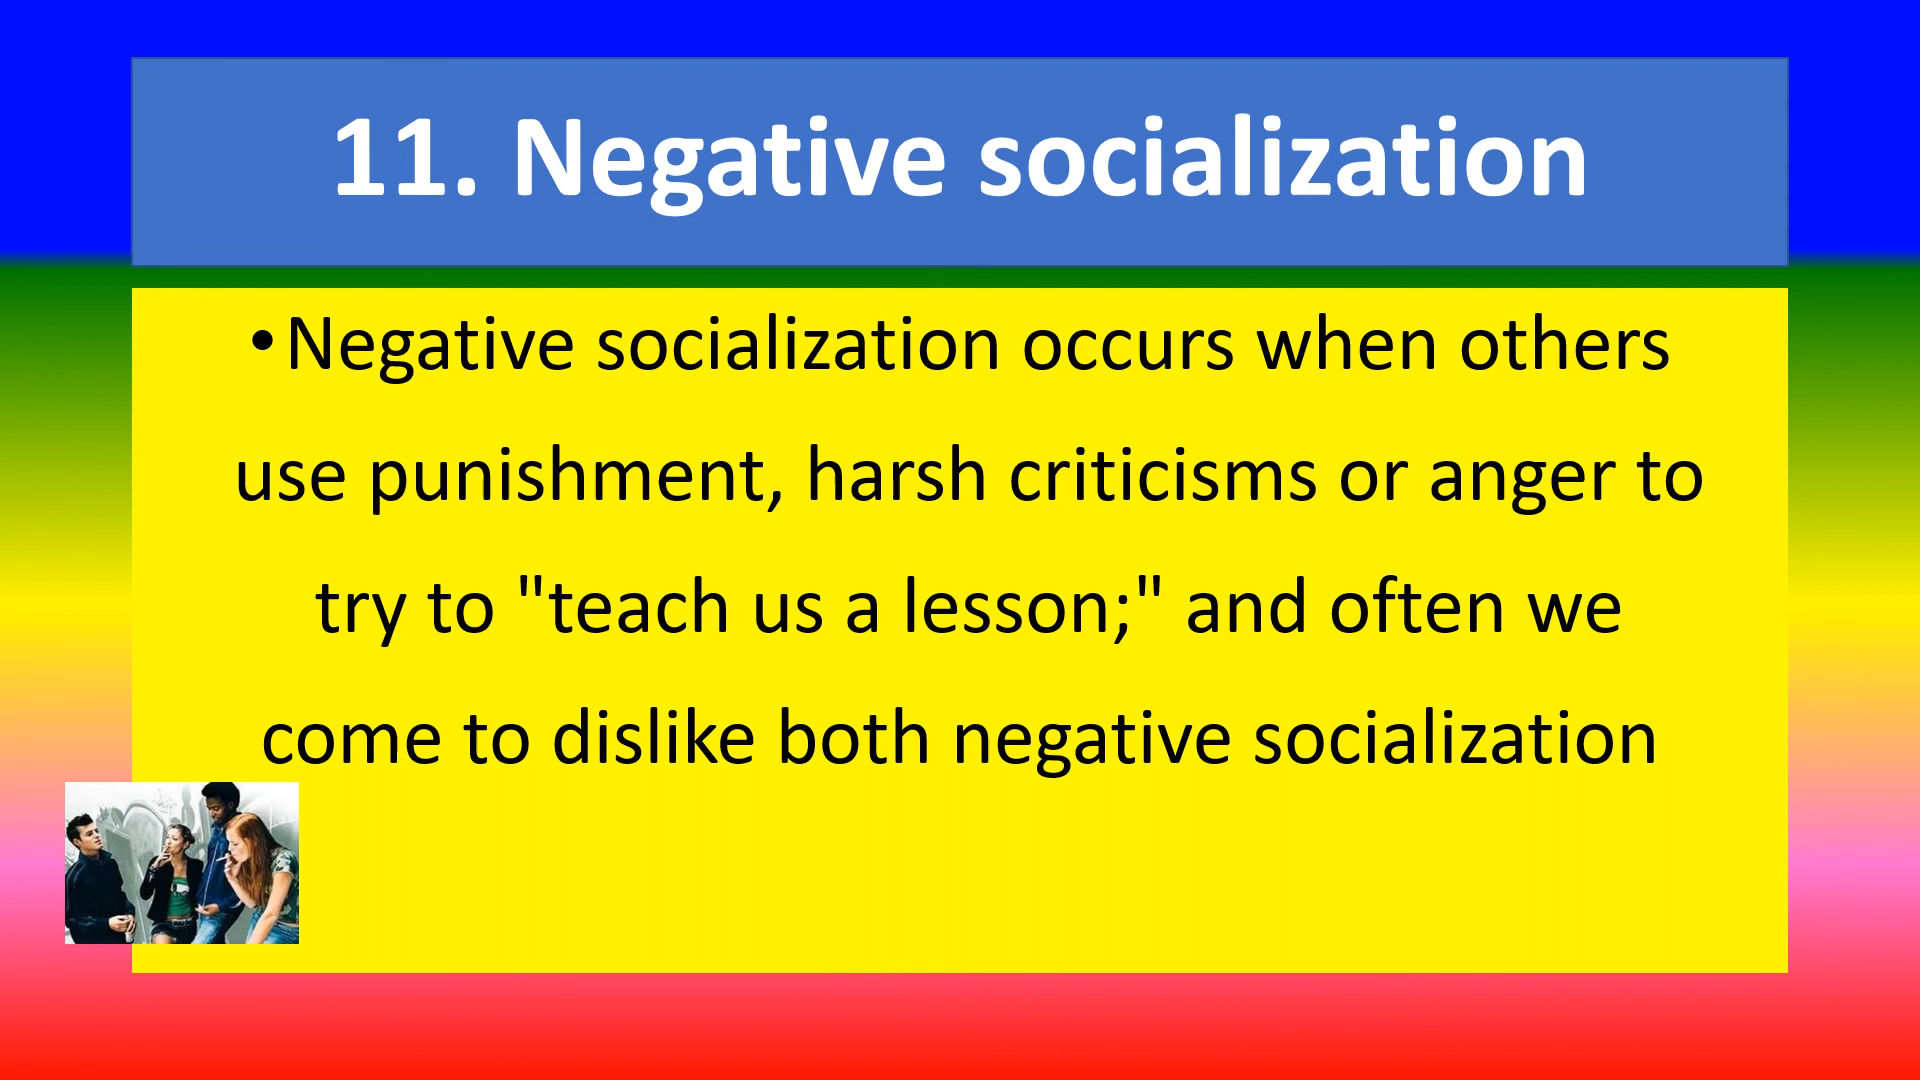 11. Negative socialization
•Negative socialization occurs when others
use punishment, harsh criticisms or anger to
try to "teach us a lesson;" and often we
come to dislike both negative socialization